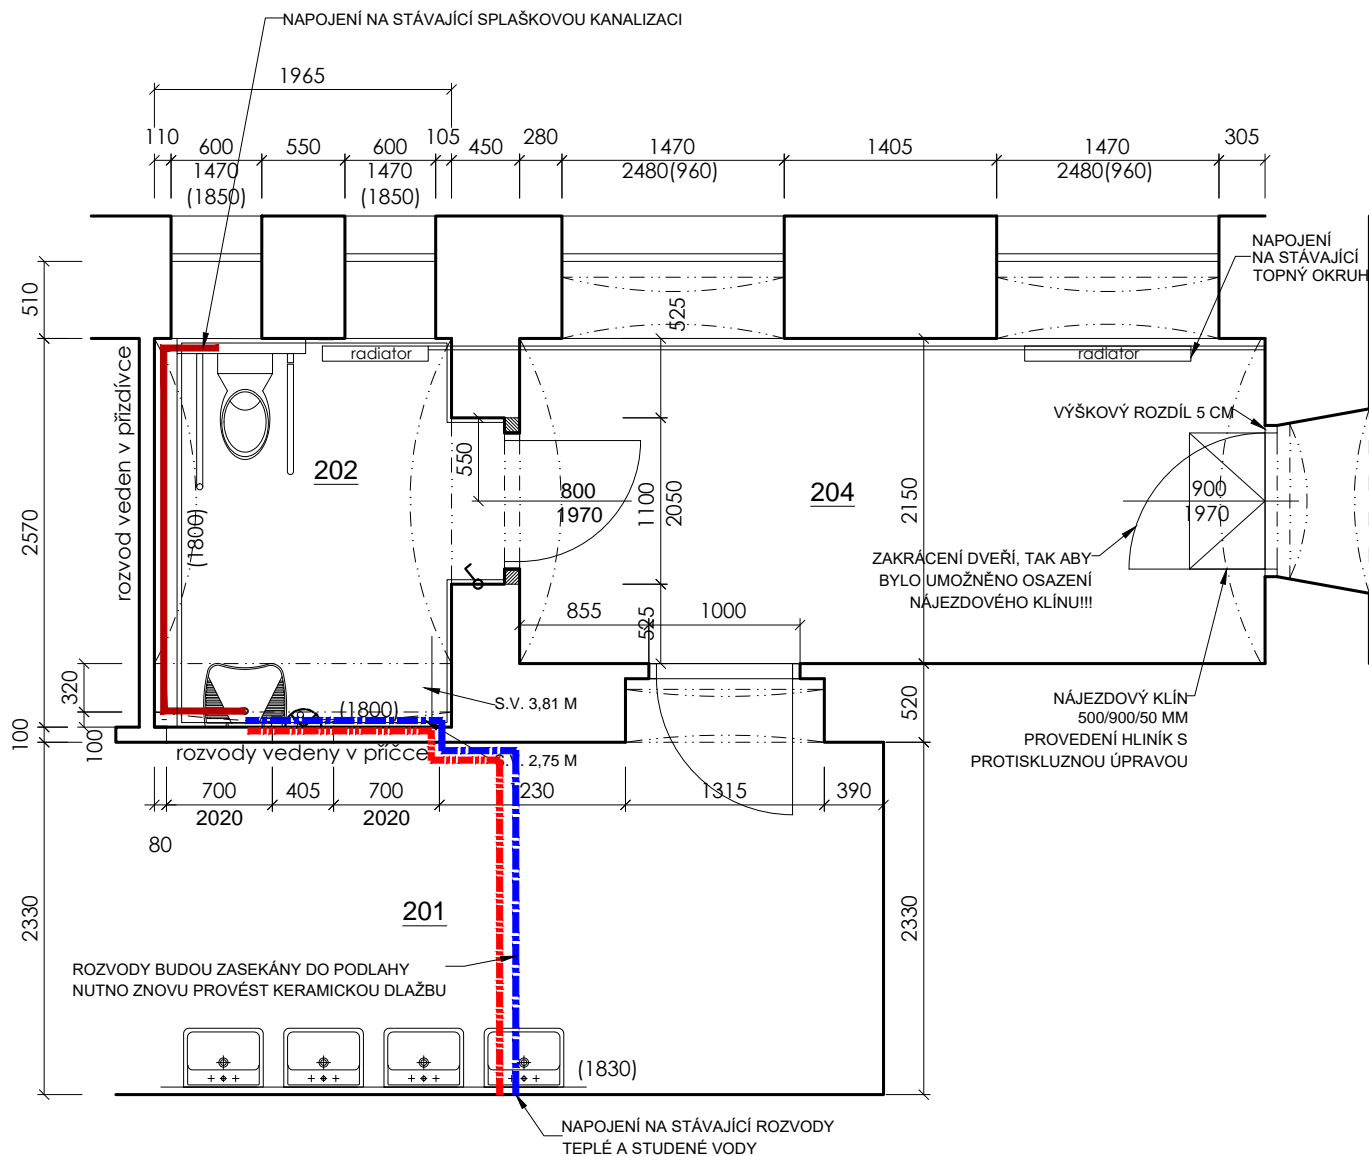 NAPOJENÍ NA STÁVAJÍCÍ SPLAŠKOVOU KANALIZACI
1965
110 600 550 600 105 450 280 1470 1405 1470 305
1470 1470 2480(960) 2480(960)
(1850) (1850)
NAPOJENÍ
NA STÁVAJÍCÍ
TOPNÝ OKRUH
510
525
radiator
radiator
rozvod veden v přizdívce
VÝŠKOVÝ ROZDÍL 5 CM
202
550
800
1970
1100
2050
204
2150
900
1970
2570
(1800)
ZAKRÁCENÍ DVEŘÍ, TAK ABY
BYLO UMOŽNĚNO OSAZENÍ
NÁJEZDOVÉHO KLÍNU!!!
855
525
1000
320
S.V. 3,81 M
(1800)
NÁJEZDOVÝ KLÍN
500/900/50 MM
PROVEDENÍ HLINÍK S
PROTISKLUZNOU ÚPRAVOU
520
100
100
rozvody vedeny v příčce
2,75 M
700 405 700 1230 1315 390
2020 2020
80
2330
201
2330
ROZVODY BUDOU ZASEKÁNY DO PODLAHY
NUTNO ZNOVU PROVÉST KERAMICKOU DLAŽBU
(1830)
NAPOJENÍ NA STÁVAJÍCÍ ROZVODY
TEPLÉ A STUDENÉ VODY